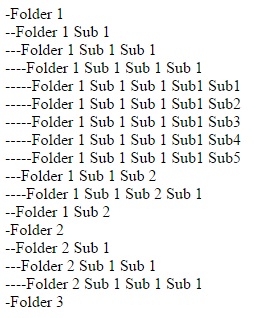 -Folder 1
--Folder 1 Sub 1
---Folder 1 Sub 1 Sub 1
----Folder 1 Sub 1 Sub 1 Sub 1
-----Folder 1 Sub 1 Sub 1 Sub1 Sub1
-----Folder 1 Sub 1 Sub 1 Sub1 Sub2
-----Folder 1 Sub 1 Sub 1 Sub1 Sub3
-----Folder 1 Sub 1 Sub 1 Sub1 Sub4
-----Folder 1 Sub 1 Sub 1 Sub1 Sub5
---Folder 1 Sub 1 Sub 2
----Folder 1 Sub 1 Sub 2 Sub 1
--Folder 1 Sub 2
-Folder 2
--Folder 2 Sub 1
---Folder 2 Sub 1 Sub 1
----Folder 2 Sub 1 Sub 1 Sub 1
-Folder 3